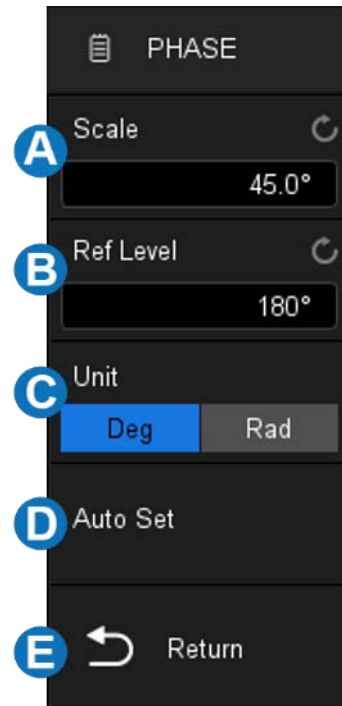 PHASE
A
Scale
45.0°
B
Ref Level
180°
C
Unit
Deg Rad
D
Auto Set
E
Return